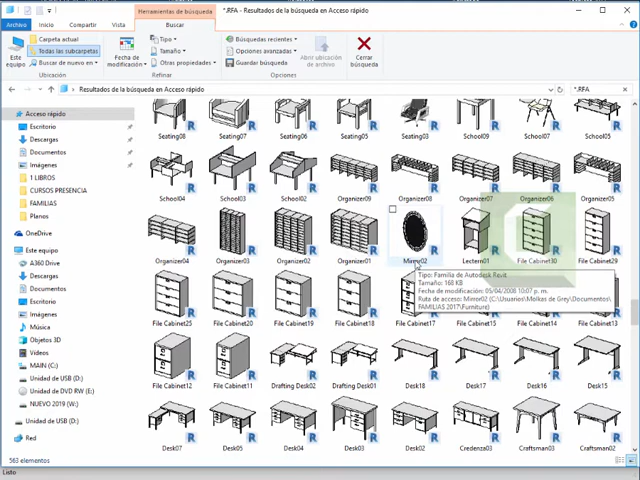 Herramientas de búsqueda
*.RFA - Resultados de la búsqueda en Acceso rápido
Archivo
Inicio
Compartir
Vista
Buscar
Este equipo
Carpeta actual
Todas las subcarpetas
Buscar de nuevo en
Ubicación
Fecha de modificación
Tipo
Tamaño
Otras propiedades
Refinar
Búsquedas recientes
Opciones avanzadas
Guardar búsqueda
Abrir ubicación de archivo
Opciones
Cerrar búsqueda
Resultados de la búsqueda en Acceso rápido
*.RFA
Acceso rápido
Escritorio
Descargas
Documentos
Imágenes
1 LIBROS
CURSOS PRESENCIA
FAMILIAS
Planos
OneDrive
Este equipo
A360 Drive
Descargas
Documentos
Escritorio
Imágenes
Música
Objetos 3D
Vídeos
MAIN (C:)
Unidad de USB (D:)
Unidad de DVD RW (E:)
NUEVO 2019 (W:)
Unidad de USB (D:)
Red
Seating08 Seating07 Seating06 Seating05 Seating03 School09 School07 School05
School04 School03 School02 Organizer09 Organizer08 Organizer07 Organizer06 Organizer05
Organizer04 Organizer03 Organizer02 Organizer01 Mirror02 Lectern01 File Cabinet30 File Cabinet29
Tipo: Familia de Autodesk Revit
Tamaño: 168 KB
Fecha de modificación: 05/04/2008 10:07 p. m.
Ruta de acceso: Mirror02 (C:\Usuarios\Molkas de Grey\Documentos\
FAMILIAS 2017\Furniture)
File Cabinet25 File Cabinet20 File Cabinet19 File Cabinet18 File Cabinet17
File Cabinet12 File Cabinet11 Drafting Desk02 Drafting Desk01 Desk18 Desk17 Desk16 Desk15
Desk07 Desk05 Desk04 Desk03 Desk02 Credenza03 Craftsman03 Craftsman02
563 elementos
Listo